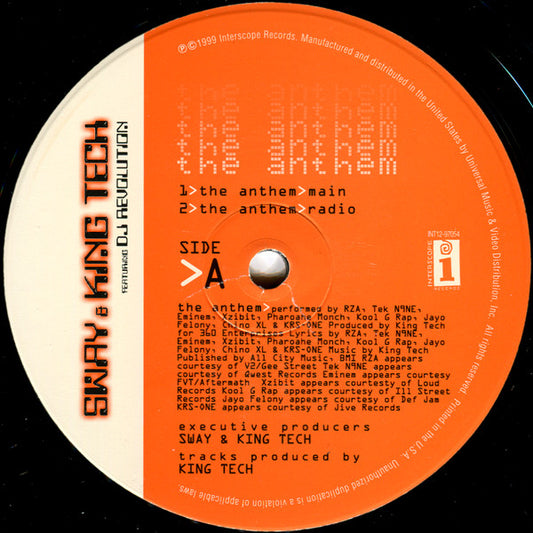 ℗©1999 Interscope Records. Manufactured and distributed in the United States by Universal Music & Video Distribution, Inc. All rights reserved. Printed in the U.S.A. Unauthorized duplication is a violation of applicable laws.
SWAY & KING TECH
FEATURING DJ REVOLUTION
the anthem
the anthem
the anthem
the anthem
the anthem
the anthem
1>the anthem>main
2>the anthem>radio
SIDE
>A
INT12-97054
INTERSCOPE
i
RECORDS
the anthem>performed by RZA, Tek N9NE,
Eminem, Xzibit, Pharoahe Monch, Kool G Rap, Jayo
Felony, Chino XL & KRS-ONE Produced by King Tech
for 360 Enterprises Lyrics by RZA, Tek N9NE,
Eminem, Xzibit, Pharoahe Monch, Kool G Rap, Jayo
Felony, Chino XL & KRS-ONE Music by King Tech
Published by All City Music, BMI RZA appears
courtesy of V2/Gee Street Tek N9NE appears
courtesy of Qwest Records Eminem appears courtesy
FVT/Aftermath Xzibit appears courtesy of Loud
Records Kool G Rap appears courtesy of Ill Street
Records Jayo Felony appears courtesy of Def Jam
KRS-ONE appears courtesy of Jive Records
executive producers
SWAY & KING TECH
tracks produced by
KING TECH